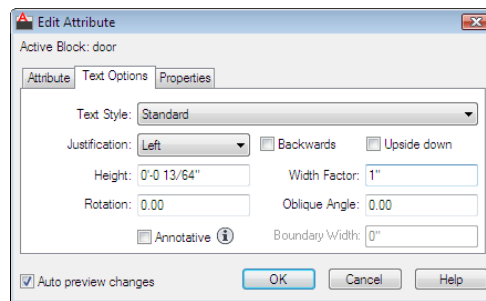 Edit Attribute
Active Block: door
Attribute Text Options Properties
Text Style: Standard
Justification: Left Backwards Upside down
Height: 0'-0 13/64" Width Factor: 1"
Rotation: 0.00 Oblique Angle: 0.00
Annotative Boundary Width: 0"
Auto preview changes OK Cancel Help